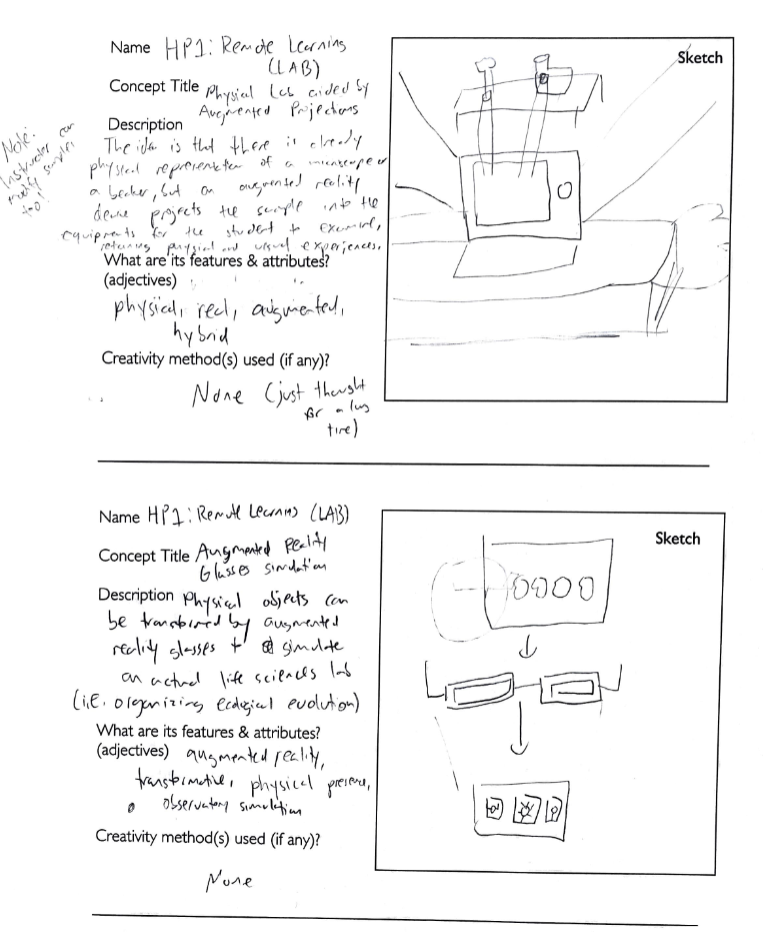 Name HP1: Remote Learning
(LAB)
Concept Title Physical Lab aided by
Augmented Projections
Description
The idea is that there is already
physical representation of a microscope or
a beaker, but an augmented reality
device projects the sample into the
equipments for the student to examine,
retaining physical and visual experiences.
Note:
Instructor can
modify samples
too!
What are its features & attributes?
(adjectives)
physical, real, augmented,
hybrid
Creativity method(s) used (if any)?
None (just thought
for a long
time)
Sketch
Name HP1: Remote Learning (LAB)
Concept Title Augmented Reality
Glasses simulation
Description Physical objects can
be transformed by augmented
reality glasses to simulate
an actual life sciences lab
(i.e. organizing ecological evolution)
What are its features & attributes?
(adjectives) augmented reality,
transformative, physical presence,
observatory simulation
Creativity method(s) used (if any)?
None
Sketch